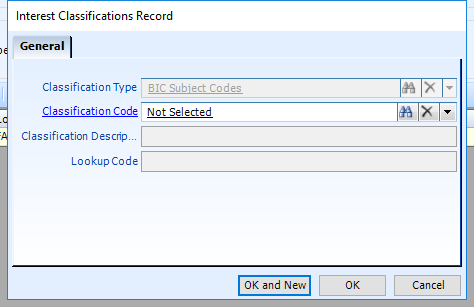 Interest Classifications Record
General
Classification Type BIC Subject Codes
Classification Code Not Selected
Classification Descrip...
Lookup Code
OK and New OK Cancel